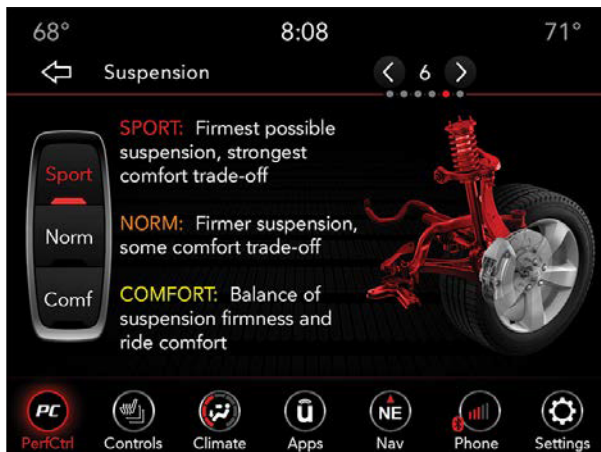 68° 8:08 71°
Suspension 6
SPORT: Firmest possible
suspension, strongest
comfort trade-off
Sport
NORM: Firmer suspension,
some comfort trade-off
Norm
COMFORT: Balance of
suspension firmness and
ride comfort
Comf
PC NE
PerfCtrl Controls Climate Apps Nav Phone Settings